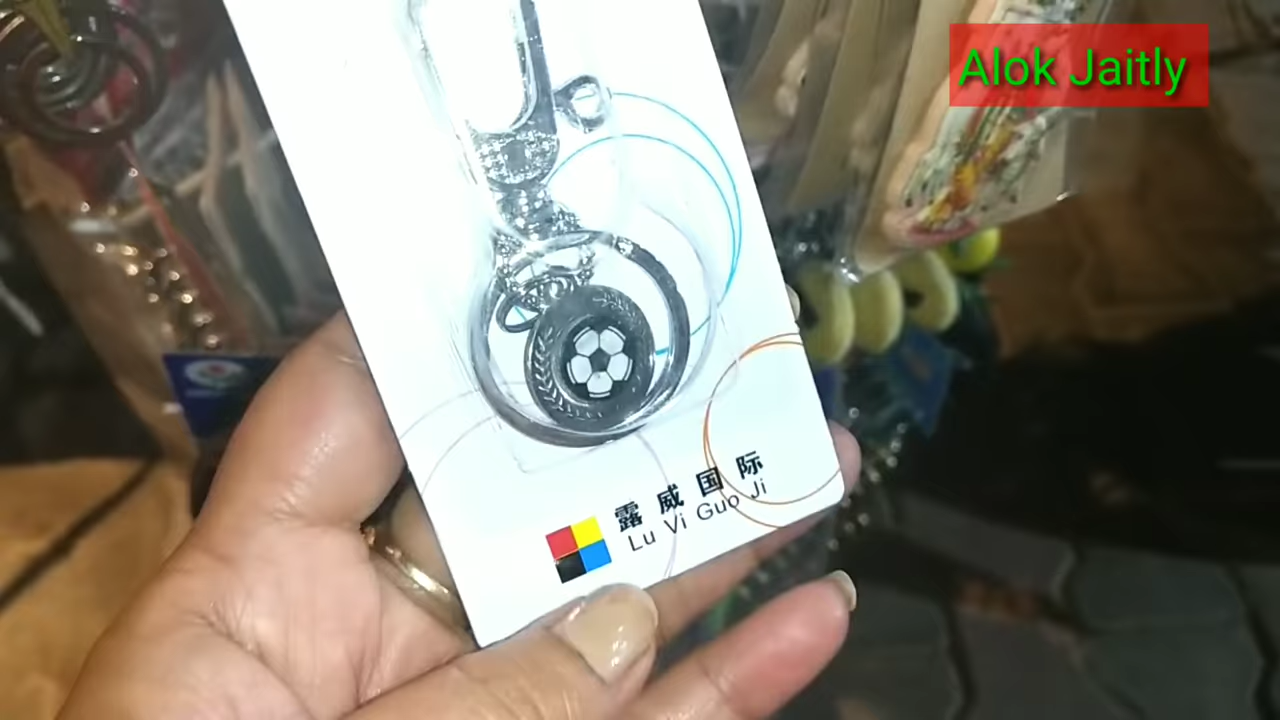 Alok Jaitly
露威国际
Lu Vi Guo Ji